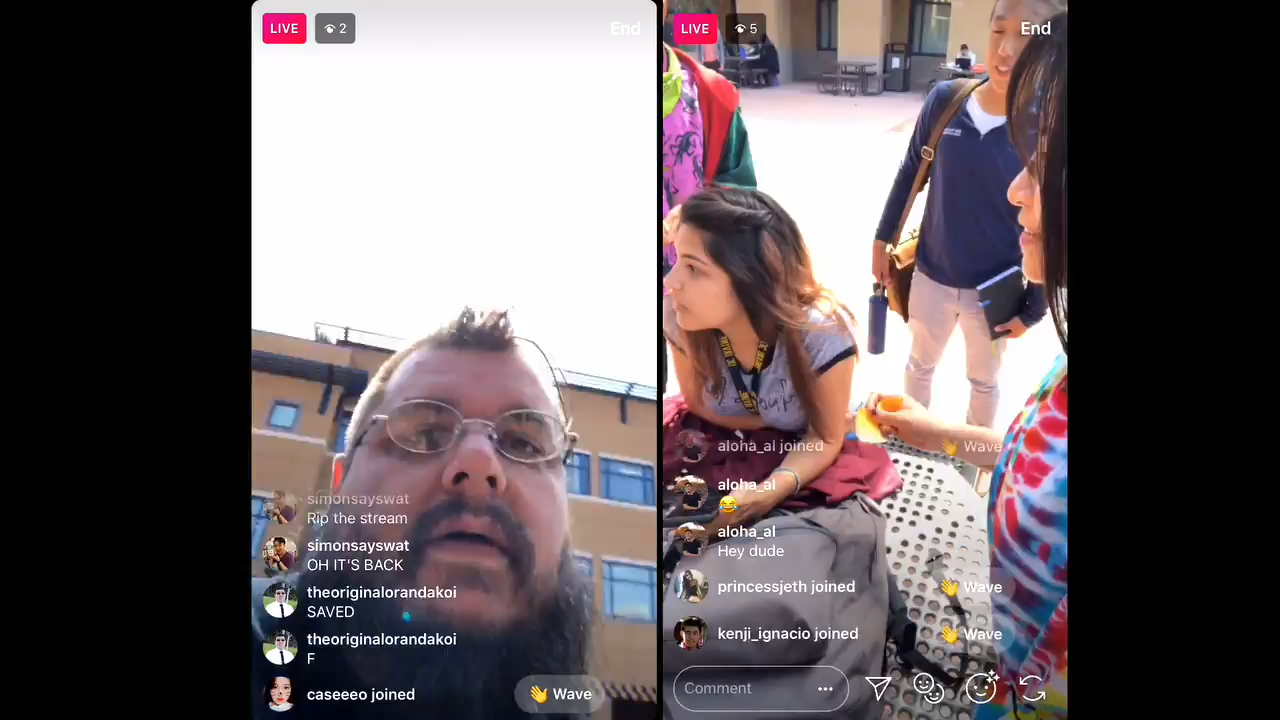 LIVE
2
End
simonsayswat
Rip the stream
simonsayswat
OH IT'S BACK
theoriginalorandakoi
SAVED
theoriginalorandakoi
F
caseeeo joined
Wave
LIVE
5
End
aloha_al joined
Wave
aloha_al
😂
aloha_al
Hey dude
princessjeth joined
Wave
kenji_ignacio joined
Wave
Comment